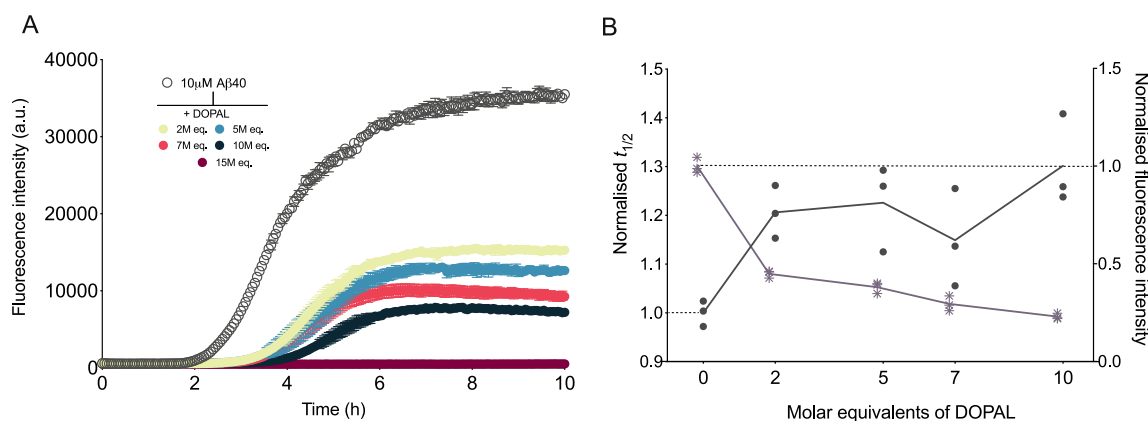 A
Fluorescence intensity (a.u.)
40000
30000
20000
10000
0
10µM Aβ40
+ DOPAL
2M eq. 5M eq.
7M eq. 10M eq.
15M eq.
0 2 4 6 8 10
Time (h)
B
Normalised t1/2
1.5
1.4
1.3
1.2
1.1
1.0
0.9
1.5
1.0
0.5
0.0
Normalised fluorescence intensity
0 2 5 7 10
Molar equivalents of DOPAL